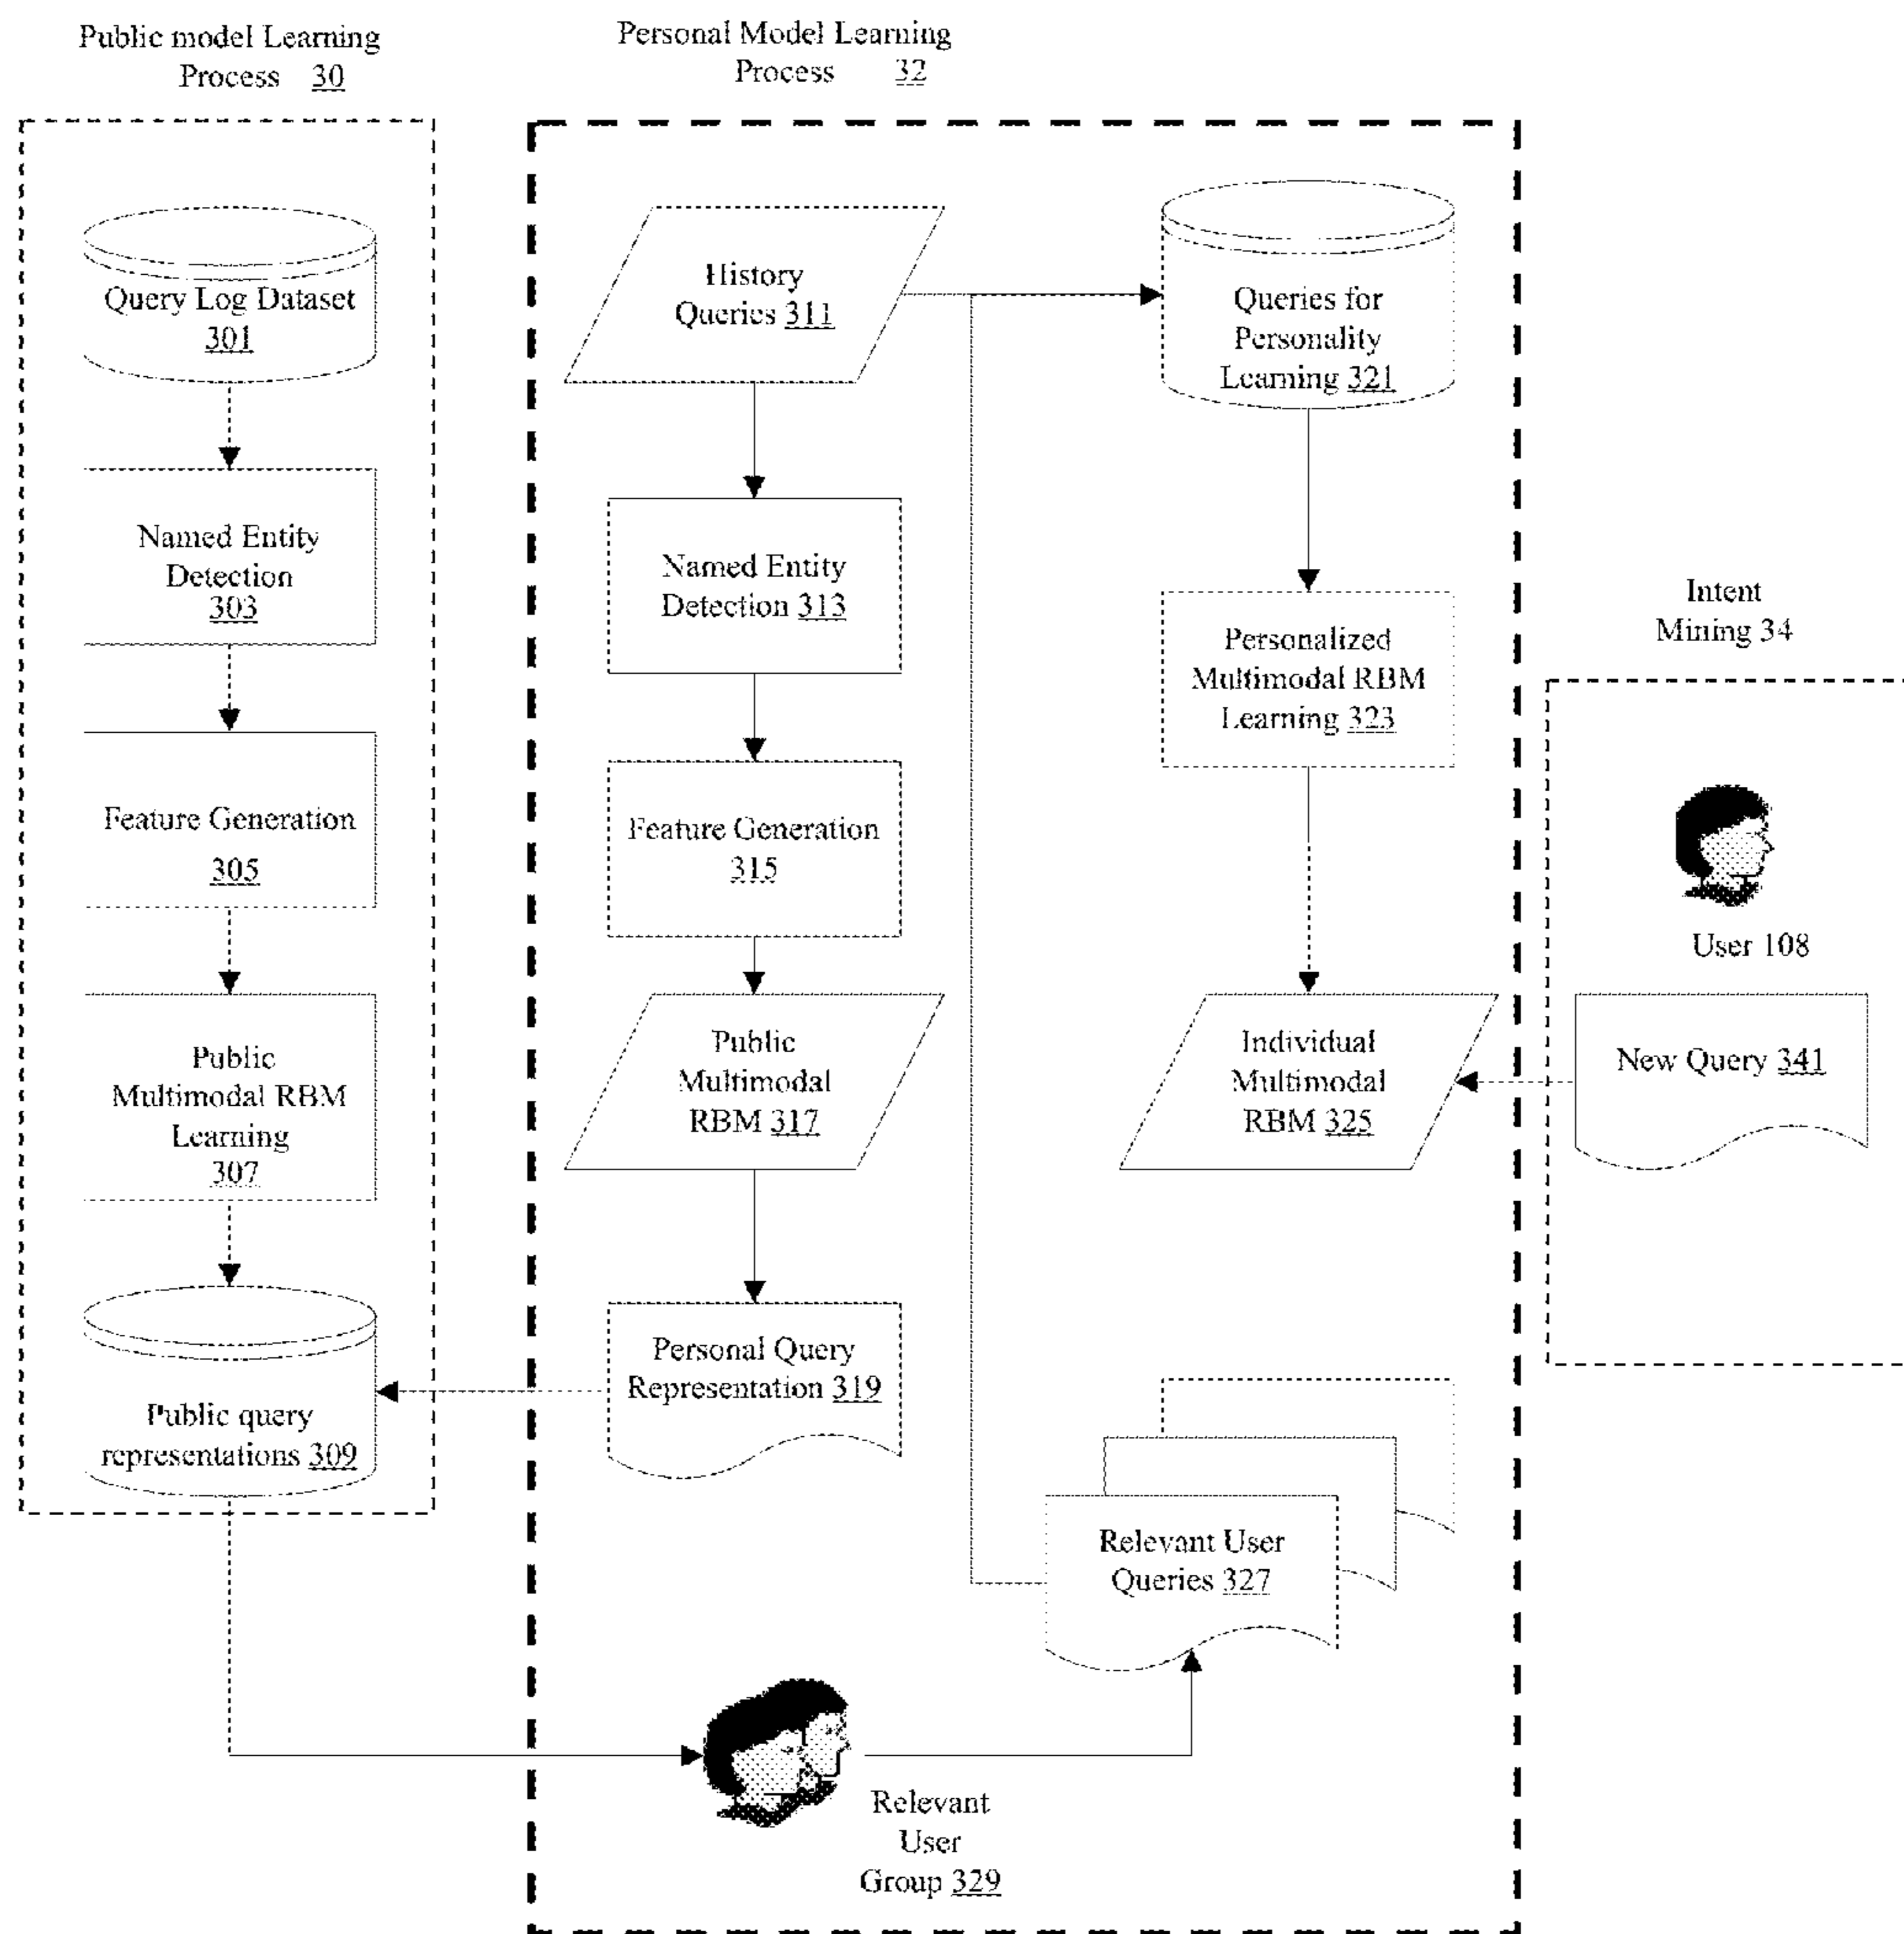 Public model Learning
Process 30
Personal Model Learning
Process 32
Query Log Dataset
301
Named Entity
Detection
303
Feature Generation
305
Public
Multimodal RBM
Learning
307
Public query
representations 309
History
Queries 311
Named Entity
Detection 313
Feature Generation
315
Public
Multimodal
RBM 317
Personal Query
Representation 319
Queries for
Personality
Learning 321
Personalized
Multimodal RBM
Learning 323
Individual
Multimodal
RBM 325
Relevant User
Queries 327
Relevant
User
Group 329
Intent
Mining 34
User 108
New Query 341